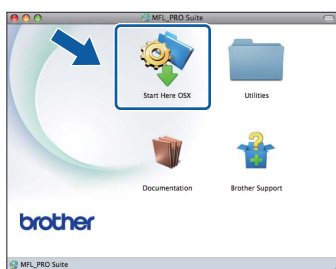 MFL_PRO Suite
Start Here OSX
Utilities
Documentation
Brother Support
brother
MFL_PRO Suite